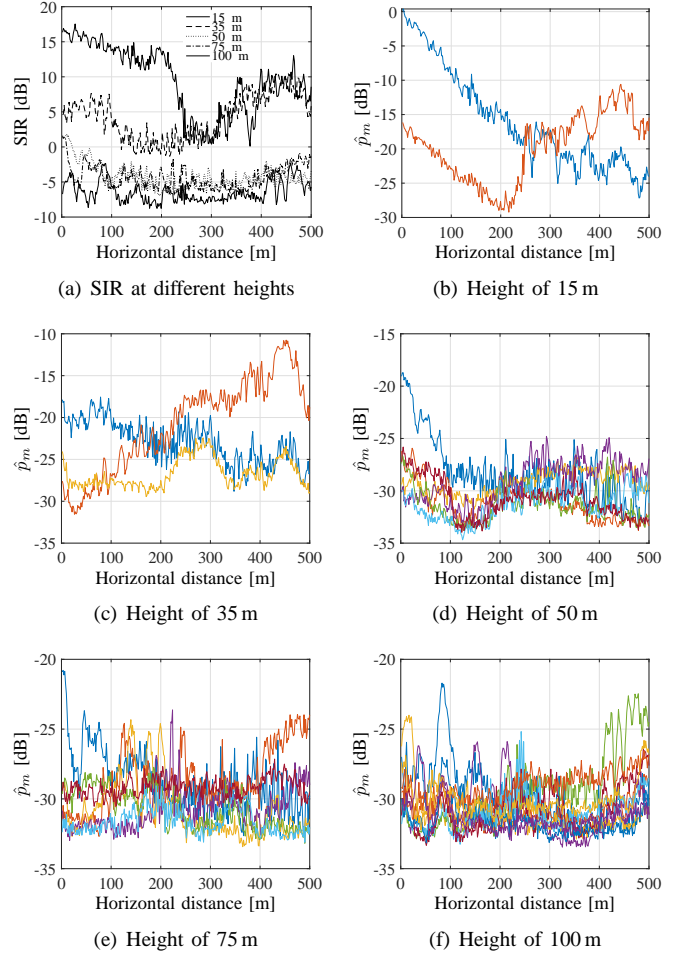 20
15
10
5
0
-5
-10
SIR [dB]
15 m
35 m
50 m
75 m
100 m
0 100 200 300 400 500
Horizontal distance [m]
(a) SIR at different heights
0
-5
-10
-15
-20
-25
-30
p̂m [dB]
0 100 200 300 400 500
Horizontal distance [m]
(b) Height of 15 m
-10
-15
-20
-25
-30
-35
p̂m [dB]
0 100 200 300 400 500
Horizontal distance [m]
(c) Height of 35 m
-15
-20
-25
-30
-35
p̂m [dB]
0 100 200 300 400 500
Horizontal distance [m]
(d) Height of 50 m
-20
-25
-30
-35
p̂m [dB]
0 100 200 300 400 500
Horizontal distance [m]
(e) Height of 75 m
-20
-25
-30
-35
p̂m [dB]
0 100 200 300 400 500
Horizontal distance [m]
(f) Height of 100 m